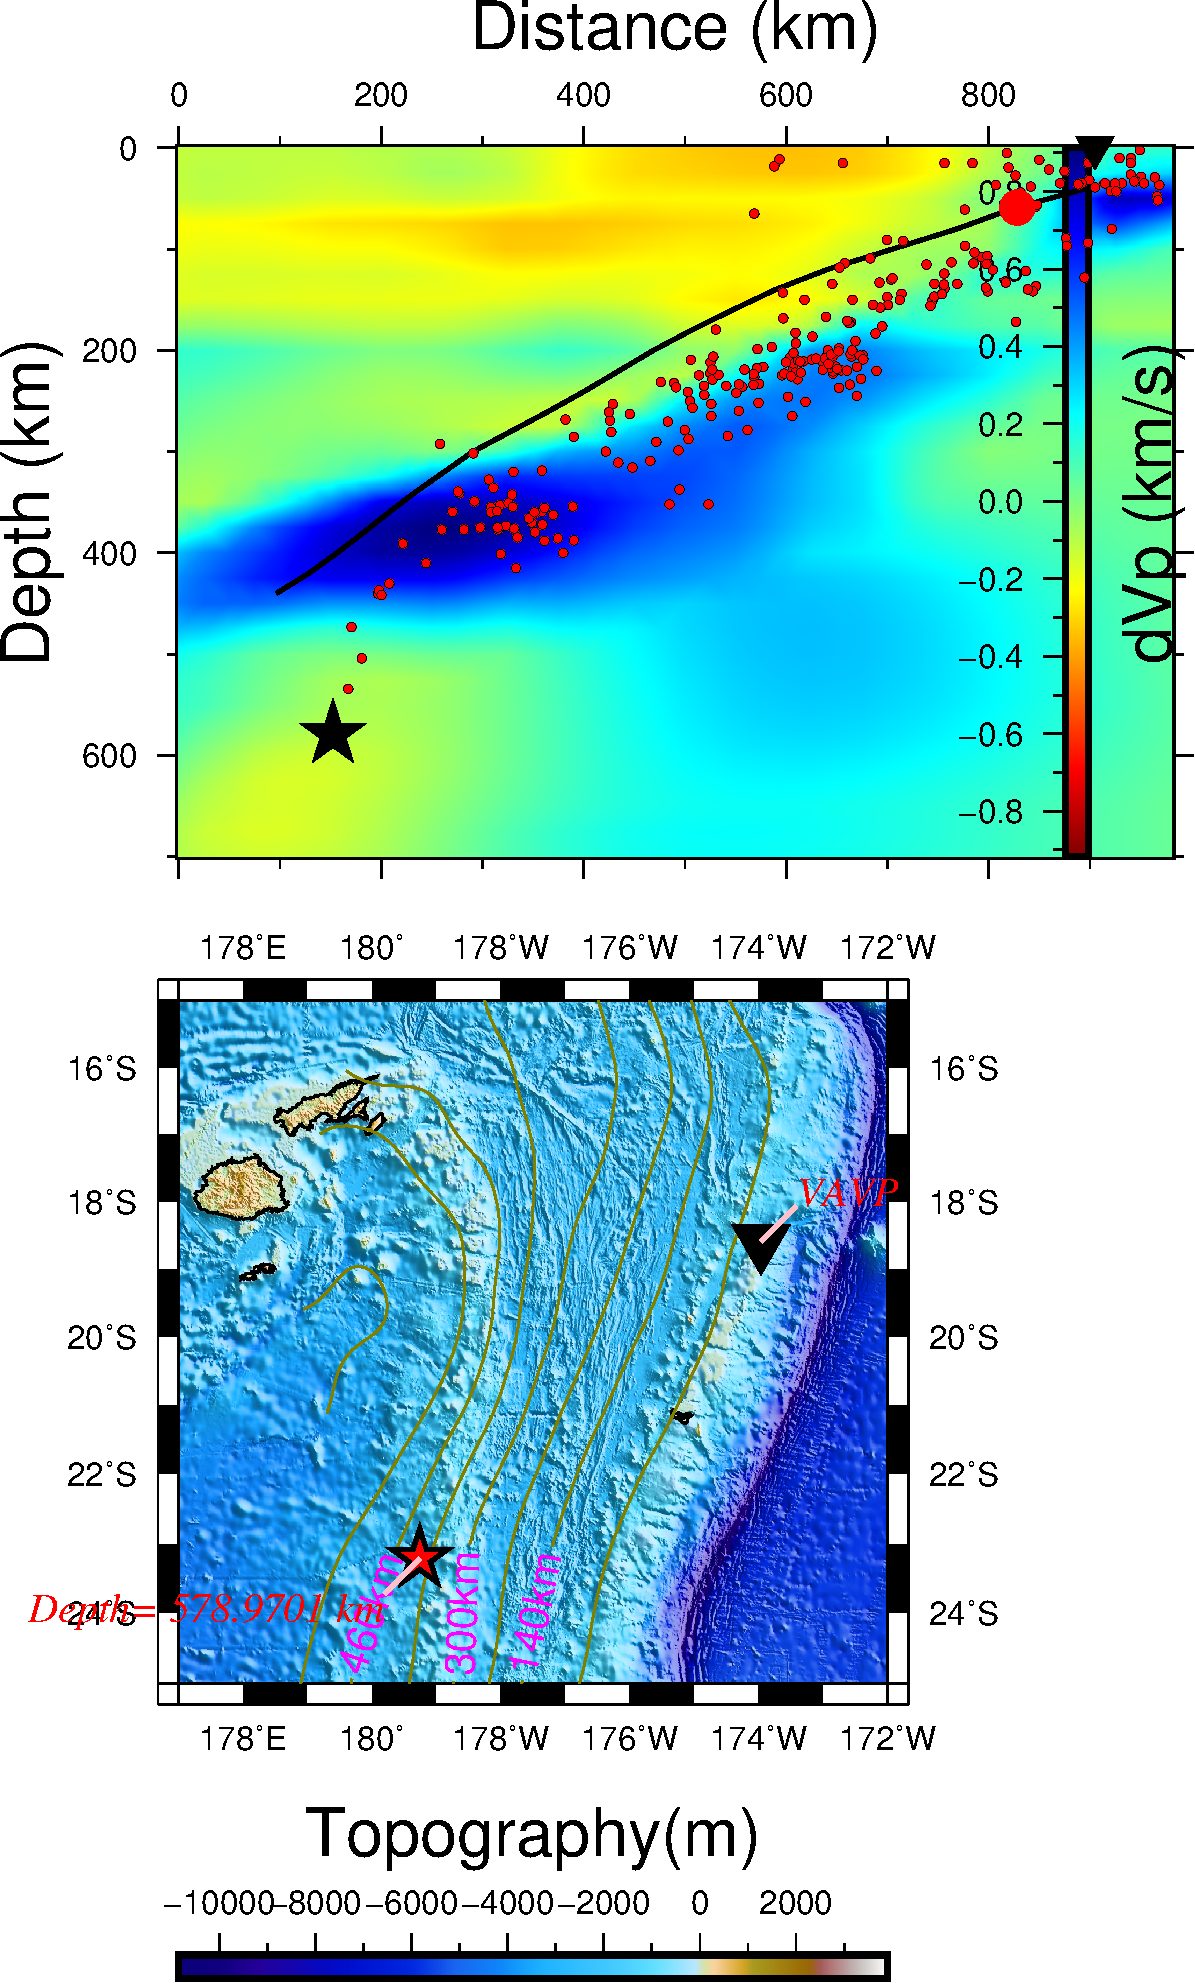 Distance (km)
0 200 400 600 800
Depth (km)
0
200
400
600
0.8
0.6
0.4
0.2
0.0
−0.2
−0.4
−0.6
−0.8
dVp (km/s)
178˚E 180˚ 178˚W 176˚W 174˚W 172˚W
16˚S 16˚S
VAVP
18˚S 18˚S
20˚S 20˚S
22˚S 22˚S
460km 300km 140km
Depth= 578.9701 km
24˚S 24˚S
178˚E 180˚ 178˚W 176˚W 174˚W 172˚W
Topography(m)
−10000 −8000 −6000 −4000 −2000 0 2000